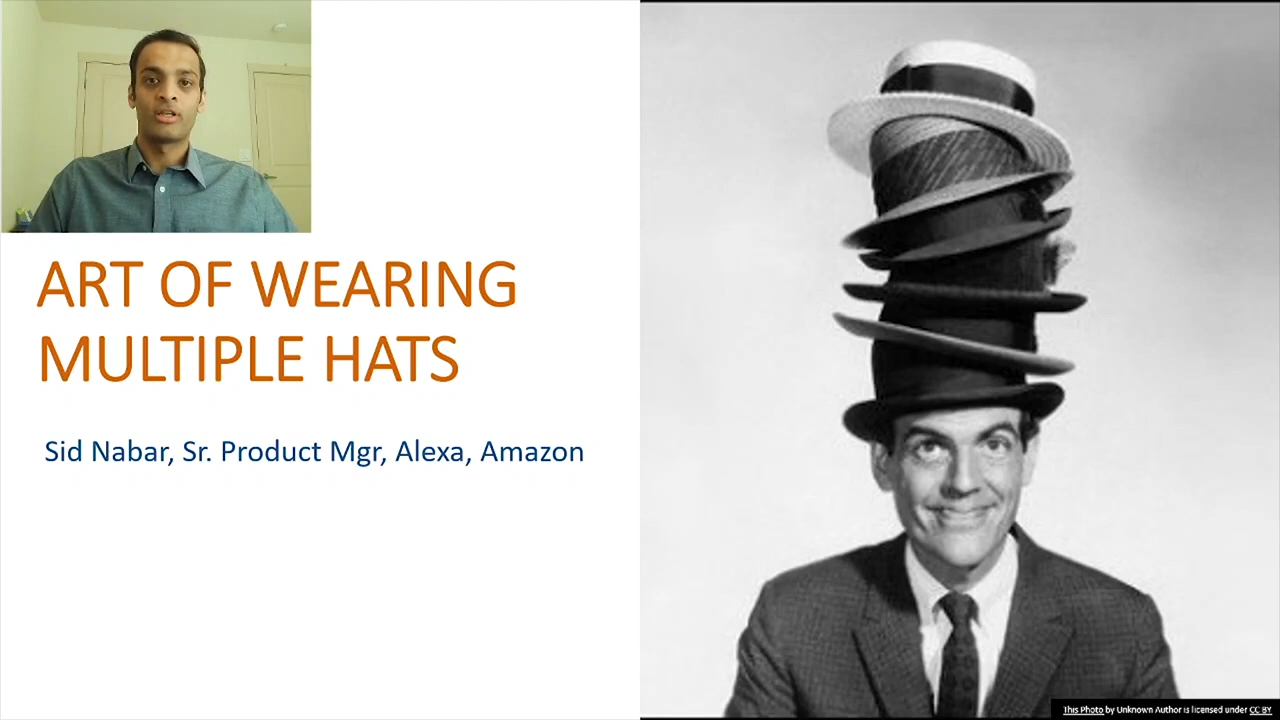 ART OF WEARING
MULTIPLE HATS
Sid Nabar, Sr. Product Mgr, Alexa, Amazon
This Photo by Unknown Author is licensed under CC BY